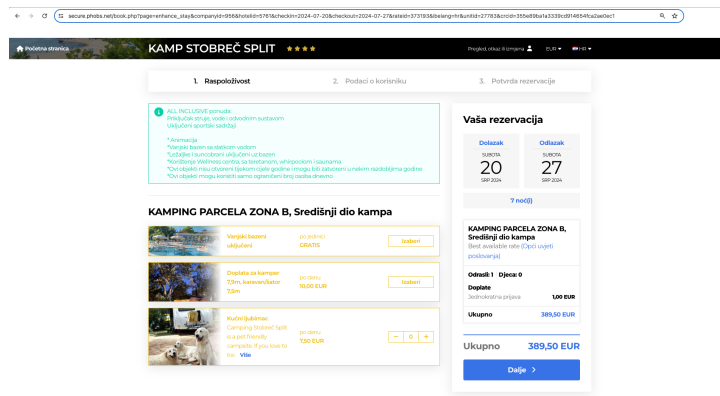 secure.phobs.net/book.php?page=enhance_stay&companyid=956&hotelid=5761&checkin=2024-07-20&checkout=2024-07-27&rateid=373193&ibelang=hr&unitid=27783&crcid=355e89ba1a3339cd914654fca2ae0ec1
Početna stranica
KAMP STOBREČ SPLIT
Pregled, otkaz ili izmjena
EUR
HR
1. Raspoloživost
2. Podaci o korisniku
3. Potvrda rezervacije
ALL INCLUSIVE ponuda:
Priključak struje, vode i odvodnim sustavom
Uključeni sportski sadržaji
*Animacija
*Vanjski bazen sa slatkom vodom
*Ležaljke i suncobrani uključeni uz bazen
*Korištenje Wellness centra, sa teretanom, whirlpoolom i saunama
*Ovi objekti nisu otvoreni tijekom cijele godine i mogu biti zatvoreni u nekim razdobljima godine
*Ovi objekti mogu koristiti samo ograničeni broj osoba dnevno
KAMPING PARCELA ZONA B, Središnji dio kampa
Vanjski bazeni
uključeni
po jedinici
GRATIS
Izaberi
Doplata za kamper
7,9m, karavan/šator
7,5m
po danu
10,00 EUR
Izaberi
Kućni ljubimac
Camping Stobreč Split
is a pet friendly
campsite. If you love to
tra Više
po danu
7,50 EUR
− 0 +
Vaša rezervacija
Dolazak
SUBOTA
20
SRP 2024
Odlazak
SUBOTA
27
SRP 2024
7 noć(i)
KAMPING PARCELA ZONA B,
Središnji dio kampa
Best available rate (Opći uvjeti
poslovanja)
Odrasli: 1 Djeca: 0
Doplate
Jednokratna prijava 1,00 EUR
Ukupno 389,50 EUR
Ukupno 389,50 EUR
Dalje >